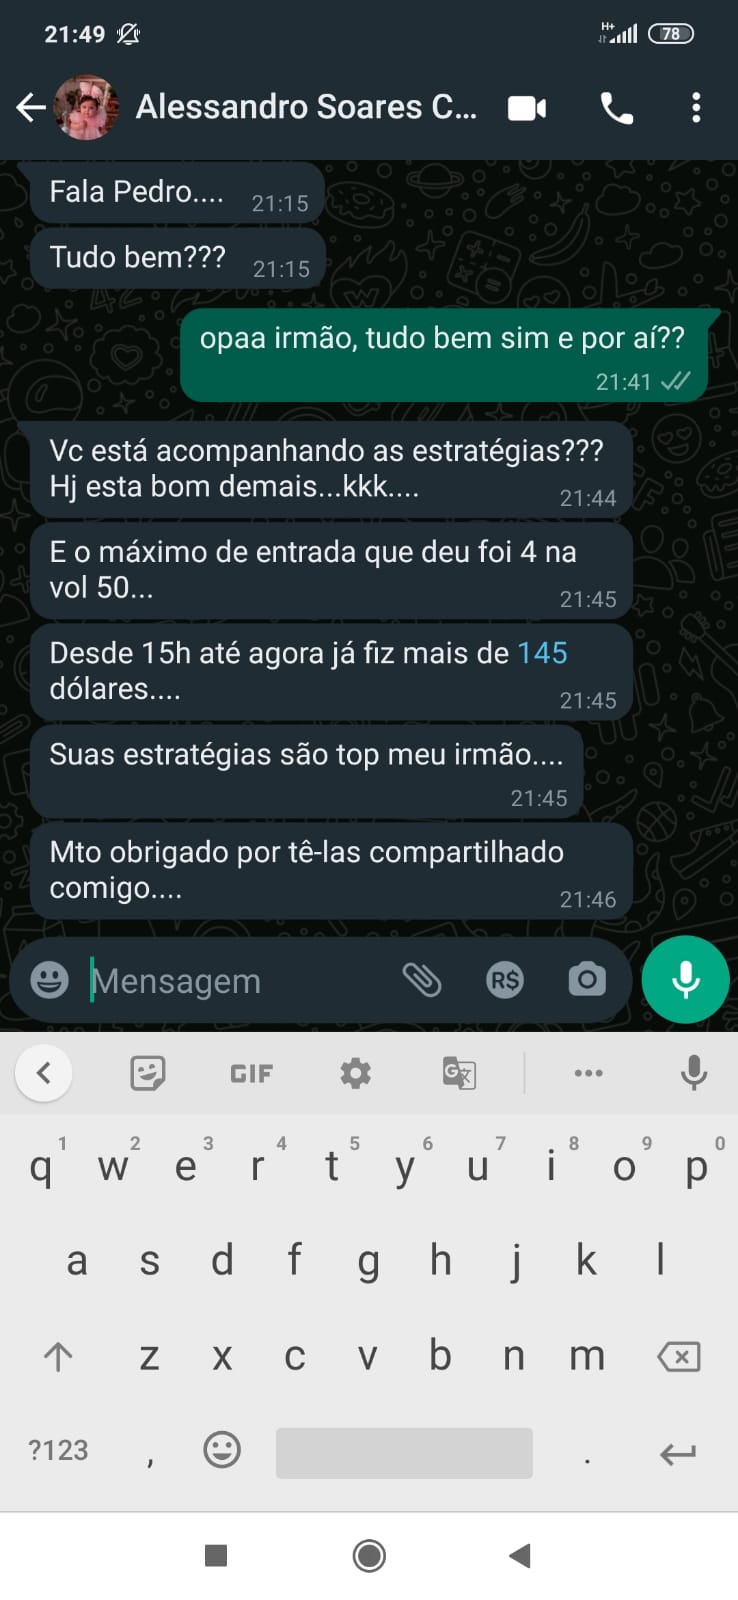 21:49
H+
78
Alessandro Soares C...
Fala Pedro....
21:15
Tudo bem???
21:15
opaa irmão, tudo bem sim e por aí??
21:41
Vc está acompanhando as estratégias???
Hj esta bom demais...kkk....
21:44
E o máximo de entrada que deu foi 4 na
vol 50...
21:45
Desde 15h até agora já fiz mais de 145
dólares....
21:45
Suas estratégias são top meu irmão....
21:45
Mto obrigado por tê-las compartilhado
comigo....
21:46
Mensagem
R$
GIF
1 2 3 4 5 6 7 8 9 0
q w e r t y u i o p
a s d f g h j k l
z x c v b n m
?123 , .